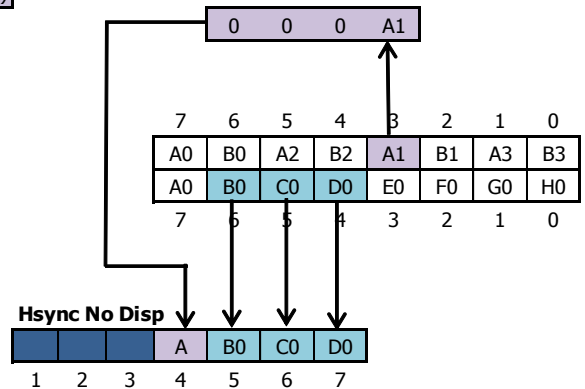 0 0 0 A1
7 6 5 4 3 2 1 0
A0 B0 A2 B2 A1 B1 A3 B3
A0 B0 C0 D0 E0 F0 G0 H0
7 6 5 4 3 2 1 0
Hsync No Disp
A B0 C0 D0
1 2 3 4 5 6 7